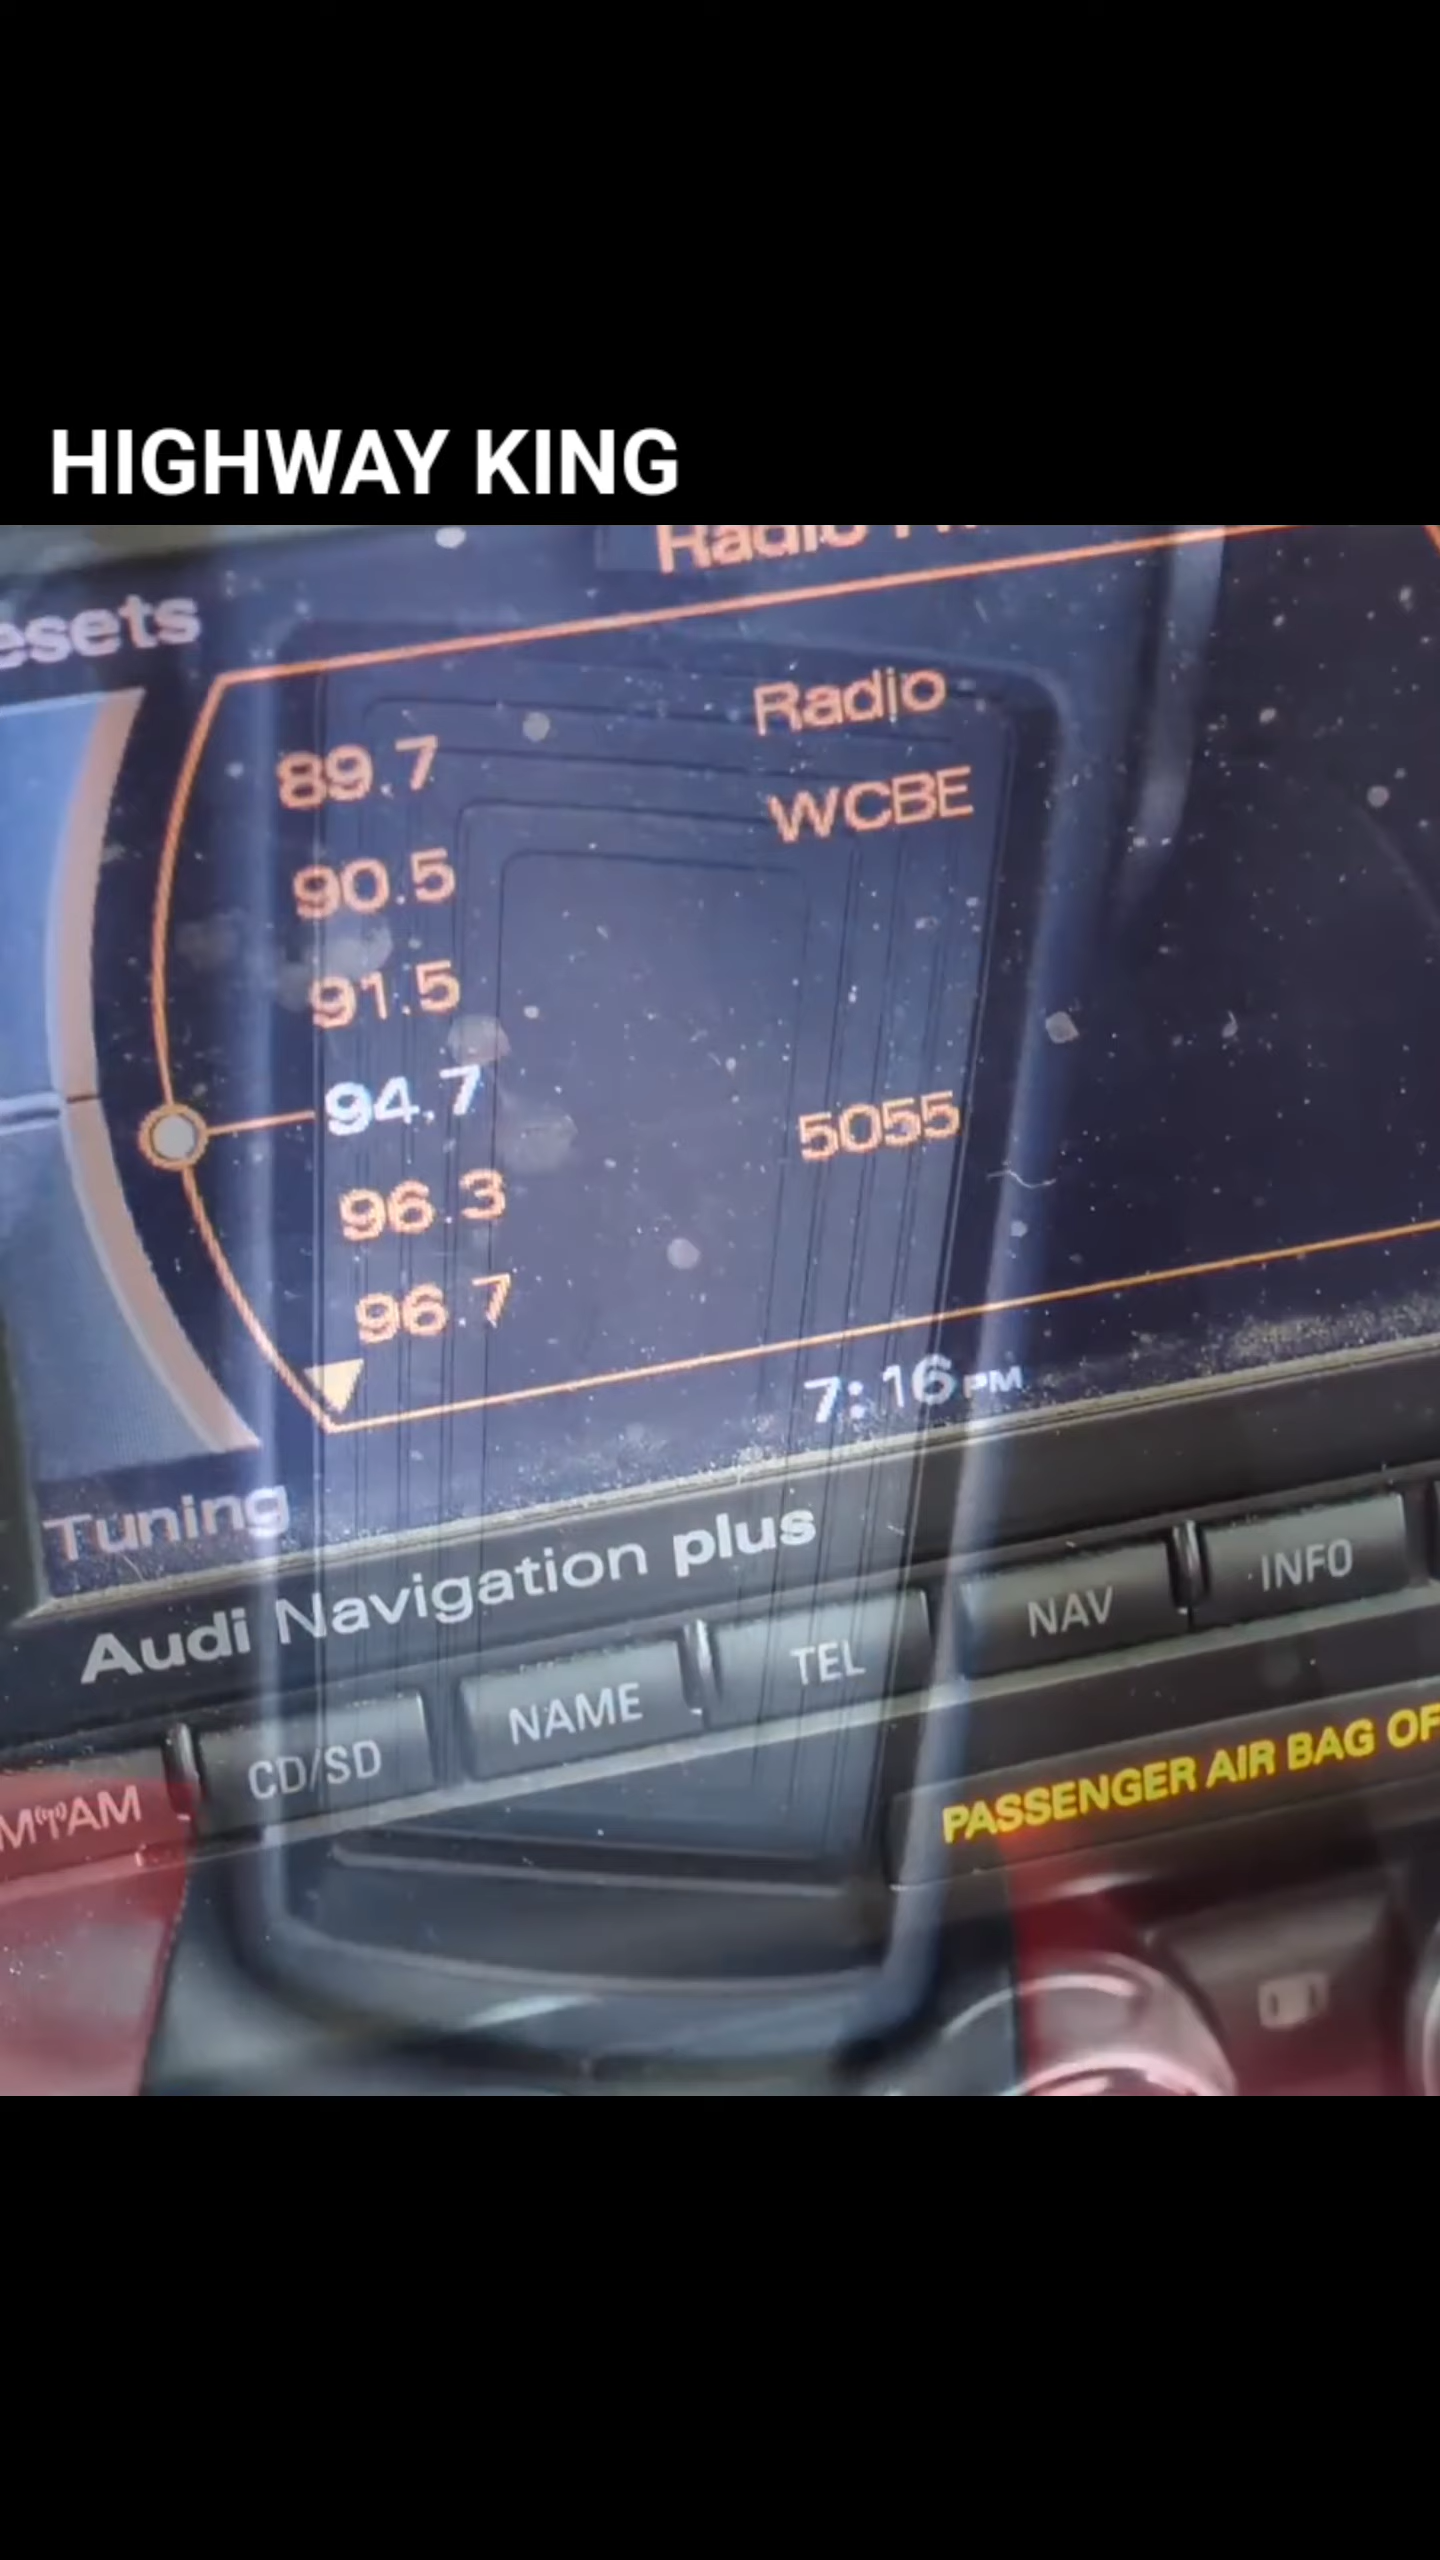 HIGHWAY KING
Radio
esets
89.7 Radio
90.5 WCBE
91.5
94.7
96.3 5055
96.7
7:16 PM
Tuning
Audi Navigation plus
CD/SD NAME TEL NAV INFO
AM
PASSENGER AIR BAG OF